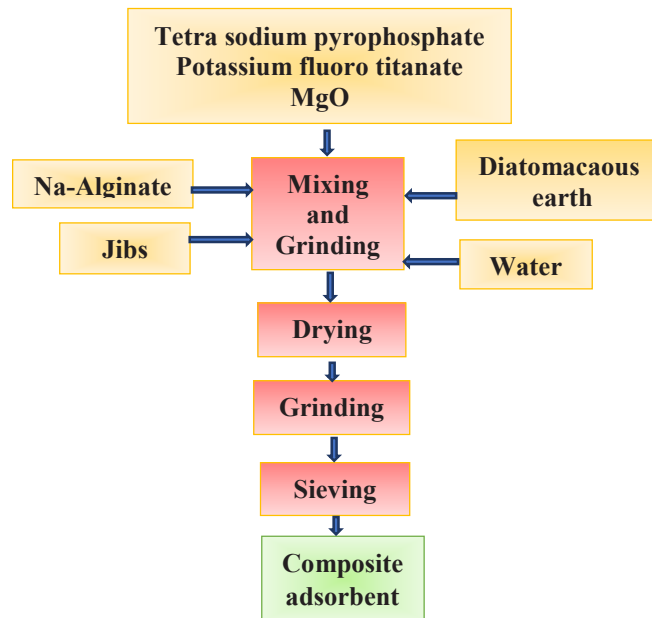 Tetra sodium pyrophosphate
Potassium fluoro titanate
MgO
Na-Alginate
Mixing
and
Grinding
Diatomacaous
earth
Jibs
Water
Drying
Grinding
Sieving
Composite
adsorbent